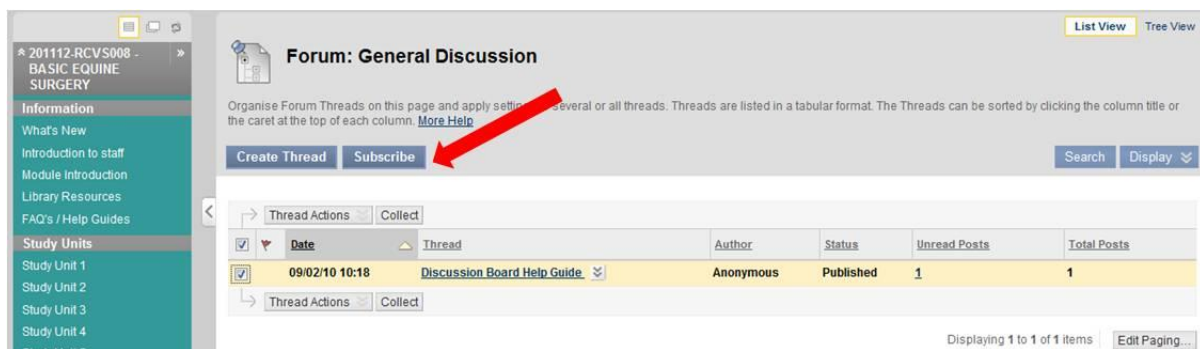 201112-RCVS008 -
BASIC EQUINE
SURGERY
»
Information
What's New
Introduction to staff
Module Introduction
Library Resources
FAQ's / Help Guides
Study Units
Study Unit 1
Study Unit 2
Study Unit 3
Study Unit 4
List View Tree View
Forum: General Discussion
Organise Forum Threads on this page and apply several or all threads. Threads are listed in a tabular format. The Threads can be sorted by clicking the column title or
the caret at the top of each column. More Help
Create Thread Subscribe Search Display
Thread Actions Collect
Date Thread Author Status Unread Posts Total Posts
09/02/10 10:18 Discussion Board Help Guide Anonymous Published 1 1
Thread Actions Collect
Displaying 1 to 1 of 1 items Edit Paging...